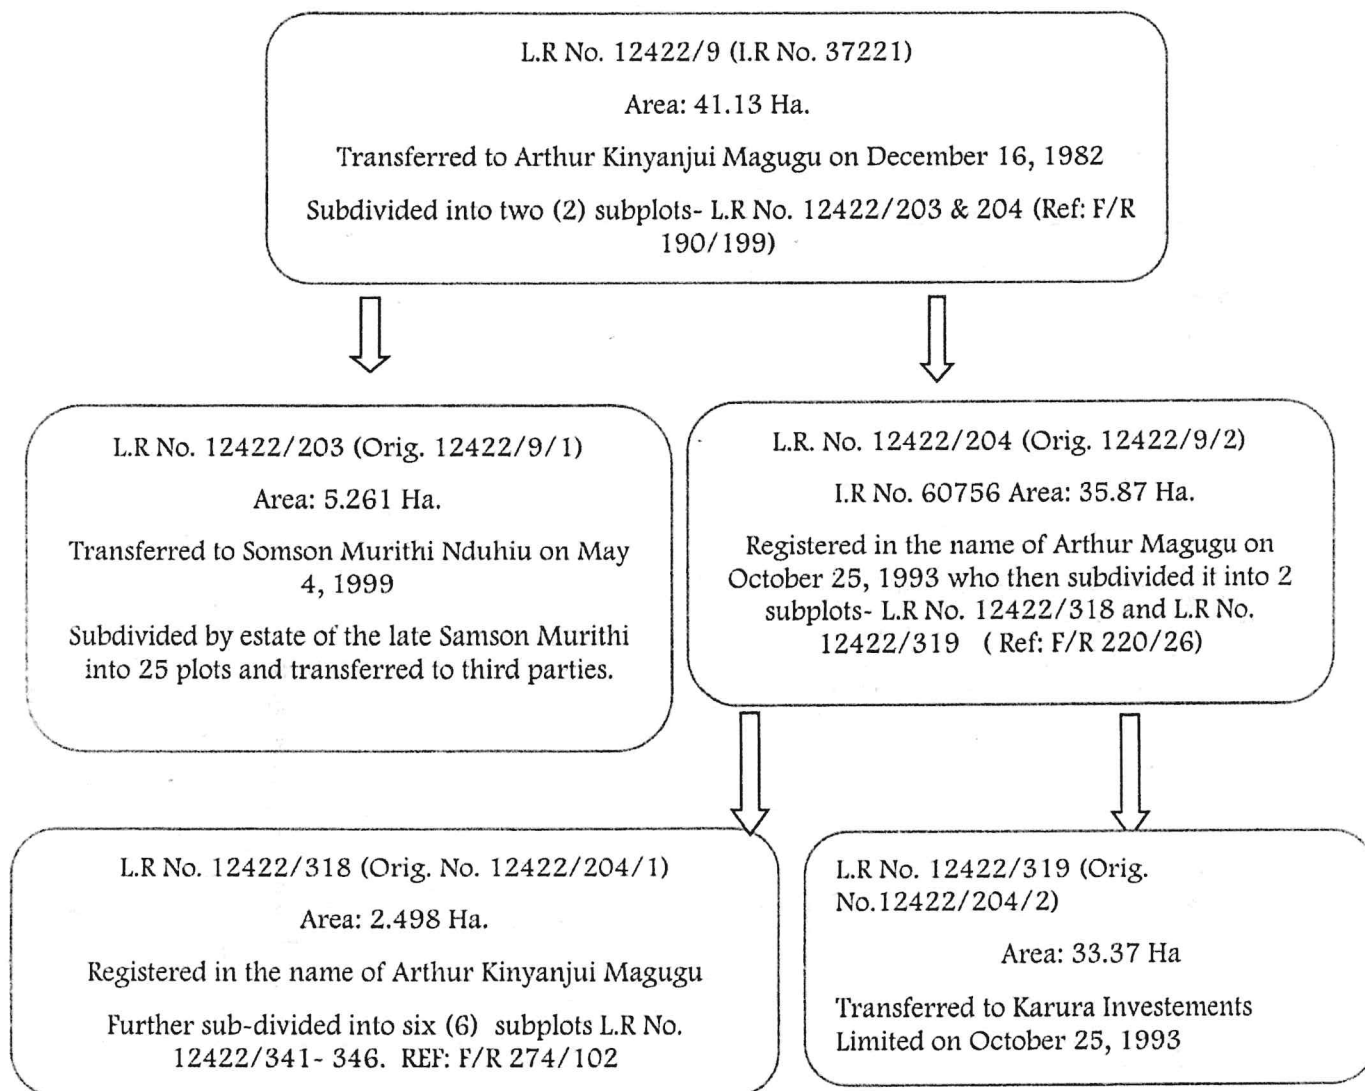 L.R No. 12422/9 (I.R No. 37221)
Area: 41.13 Ha.
Transferred to Arthur Kinyanjui Magugu on December 16, 1982
Subdivided into two (2) subplots- L.R No. 12422/203 & 204 (Ref: F/R
190/199)
L.R No. 12422/203 (Orig. 12422/9/1)
Area: 5.261 Ha.
Transferred to Somson Murithi Nduhiu on May
4, 1999
Subdivided by estate of the late Samson Murithi
into 25 plots and transferred to third parties.
L.R. No. 12422/204 (Orig. 12422/9/2)
I.R No. 60756 Area: 35.87 Ha.
Registered in the name of Arthur Magugu on
October 25, 1993 who then subdivided it into 2
subplots- L.R No. 12422/318 and L.R No.
12422/319 ( Ref: F/R 220/26)
L.R No. 12422/318 (Orig. No. 12422/204/1)
Area: 2.498 Ha.
Registered in the name of Arthur Kinyanjui Magugu
Further sub-divided into six (6) subplots L.R No.
12422/341- 346. REF: F/R 274/102
L.R No. 12422/319 (Orig.
No.12422/204/2)
Area: 33.37 Ha
Transferred to Karura Investements
Limited on October 25, 1993